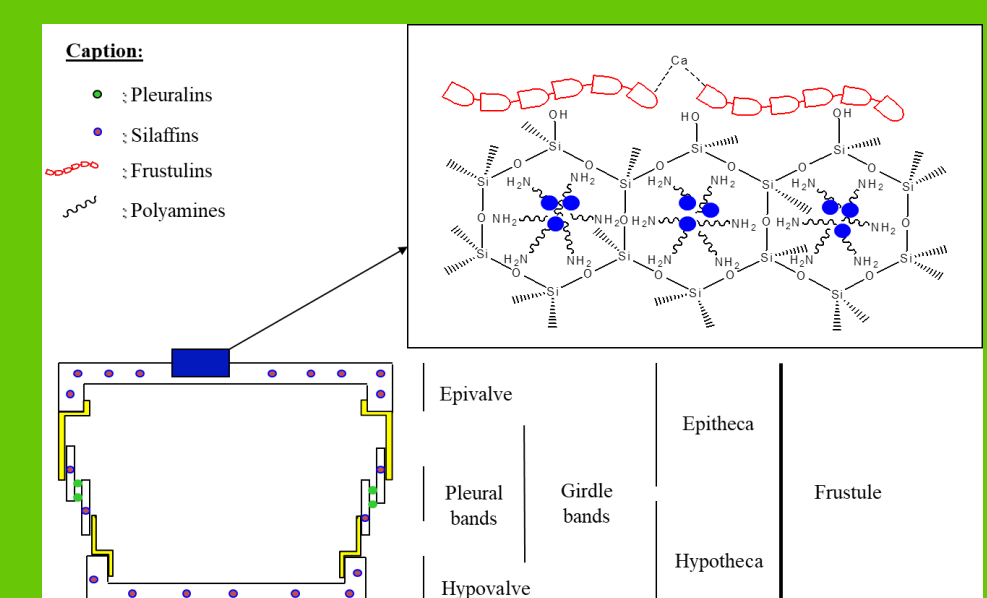 Caption:
: Pleuralins
: Silaffins
: Frustulins
: Polyamines
Ca
OH HO OH
Si Si Si
O O O O O
Si Si Si Si
H₂N NH₂ H₂N NH₂ H₂N NH₂
O NH₂ NH₂ O H₂N NH₂ O H₂N NH₂ O
H₂N NH₂ H₂N NH₂ H₂N NH₂
Si Si Si Si
O O O O O O
Si Si Si
Epivalve
Epitheca
Pleural
bands
Girdle
bands
Frustule
Hypotheca
Hypovalve